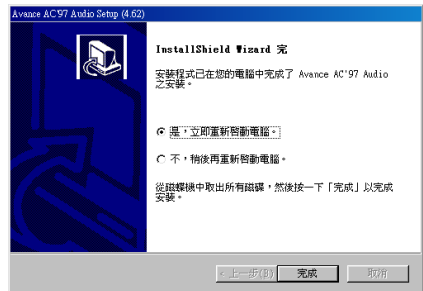 Avance AC'97 Audio Setup (4.62)
InstallShield Wizard 完
安裝程式已在您的電腦中完成了 Avance AC'97 Audio
之安裝。
是，立即重新啓動電腦。
不，稍後再重新啓動電腦。
從磁碟機中取出所有磁碟，然後按一下「完成」以完成
安裝。
< 上一步(B)
完成
取消